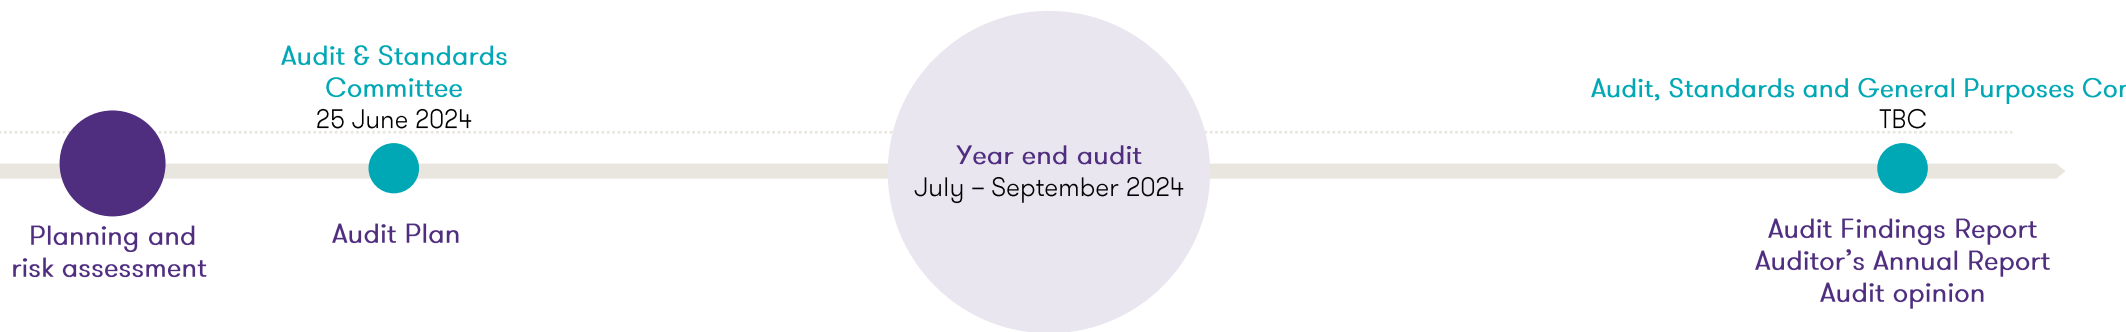 Audit & Standards
Committee
25 June 2024
Planning and
risk assessment
Audit Plan
Year end audit
July – September 2024
Audit, Standards and General Purposes
TBC
Audit Findings Report
Auditor's Annual Report
Audit opinion